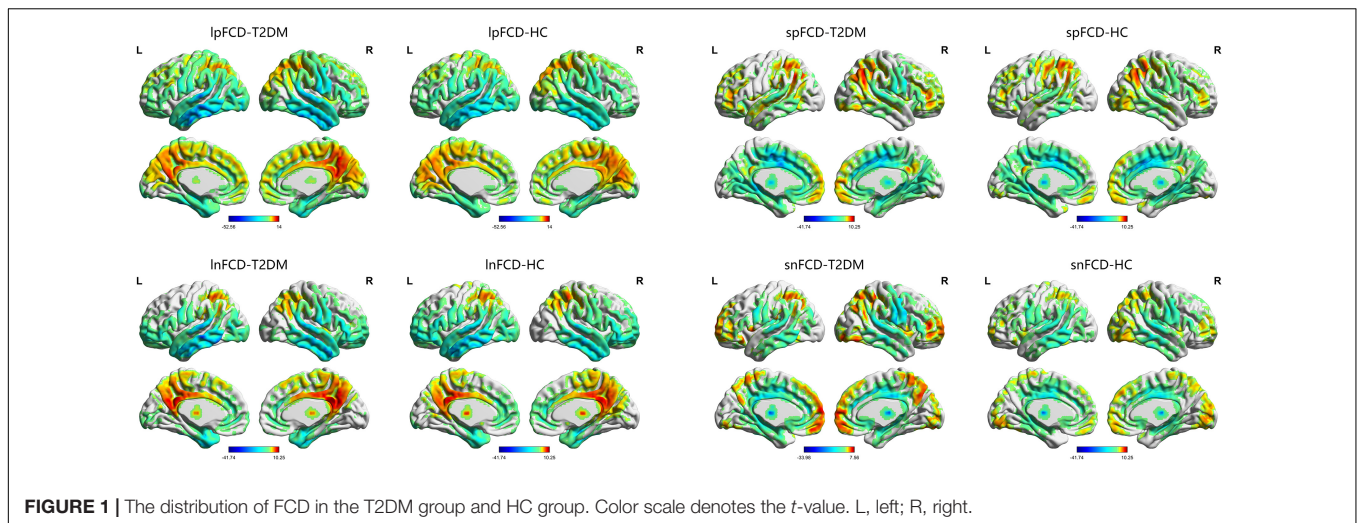 lpFCD-T2DM lpFCD-HC spFCD-T2DM spFCD-HC
L R L R
-52.56 14 -52.56 14 -41.74 10.25 -41.74 10.25
lnFCD-T2DM lnFCD-HC snFCD-T2DM snFCD-HC
L R L R
-41.74 10.25 -41.74 10.25 -33.98 7.56 -41.74 10.25
FIGURE 1 | The distribution of FCD in the T2DM group and HC group. Color scale denotes the t-value. L, left; R, right.